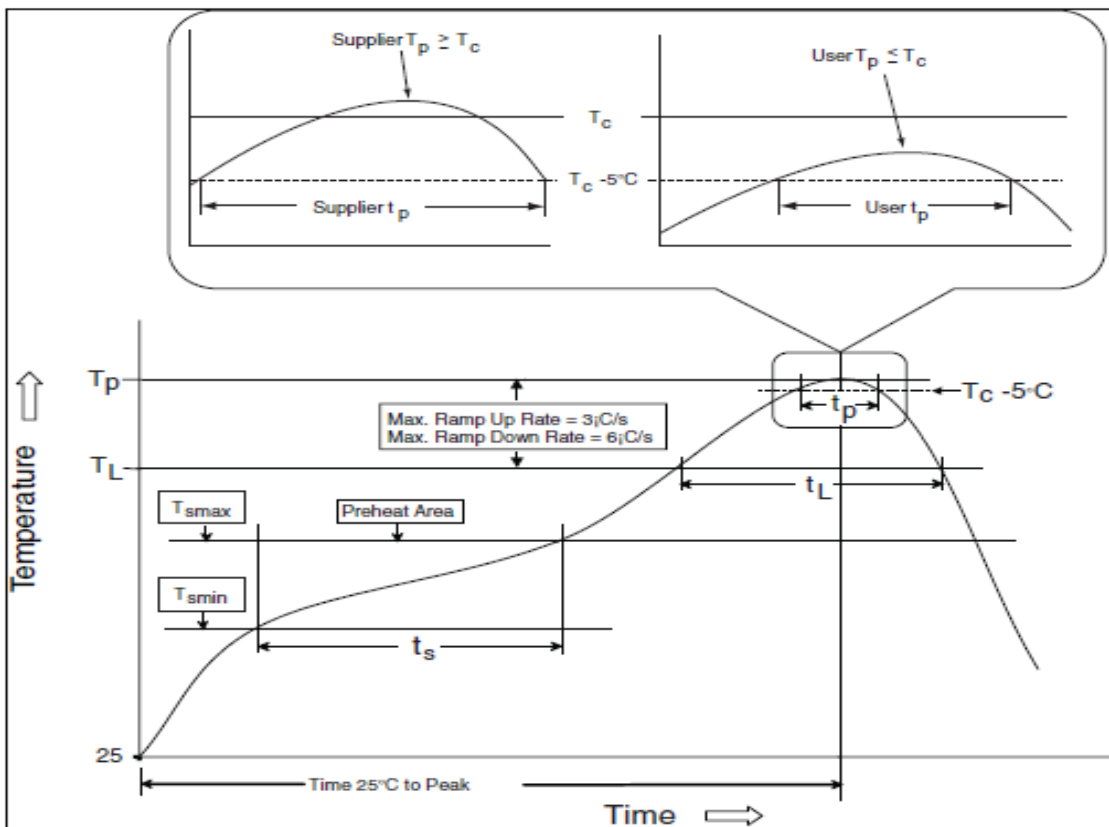 Supplier Tp ≥ Tc
User Tp ≤ Tc
Tc
Tc -5°C
Supplier tp
User tp
Tp
Tc -5°C
tp
Max. Ramp Up Rate = 3¡C/s
Max. Ramp Down Rate = 6¡C/s
TL
tL
Tsmax
Preheat Area
Tsmin
ts
Temperature
25
Time 25°C to Peak
Time